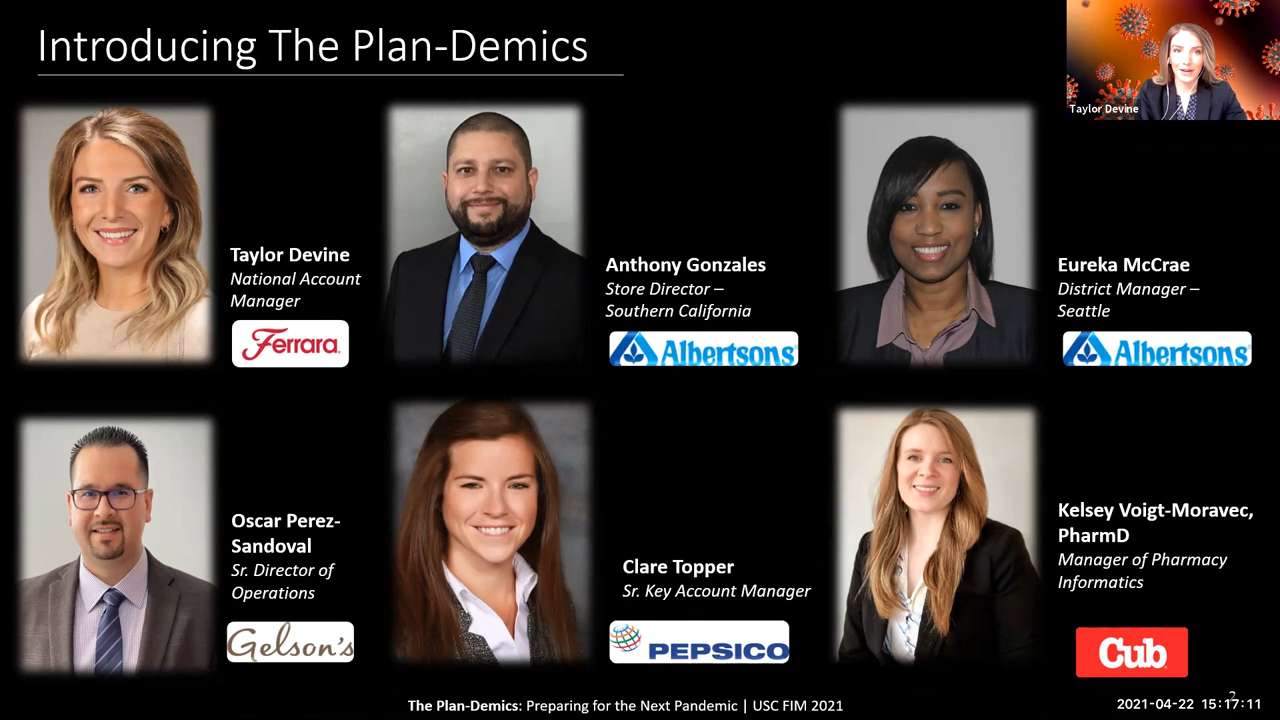 Introducing The Plan-Demics
Taylor Devine
Taylor Devine
National Account
Manager
Ferrara
Anthony Gonzales
Store Director –
Southern California
Albertsons
Eureka McCrae
District Manager –
Seattle
Albertsons
Oscar Perez-
Sandoval
Sr. Director of
Operations
Gelson's
Clare Topper
Sr. Key Account Manager
PEPSICO
Kelsey Voigt-Moravec,
PharmD
Manager of Pharmacy
Informatics
Cub
The Plan-Demics: Preparing for the Next Pandemic | USC FIM 2021
2
2021-04-22 15:17:11